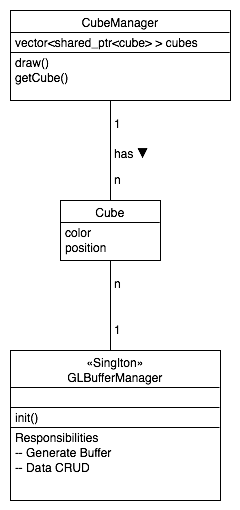 CubeManager
vector<shared_ptr<cube> > cubes
draw()
getCube()
1
has ▼
n
Cube
color
position
n
1
«Singlton»
GLBufferManager
init()
Responsibilities
-- Generate Buffer
-- Data CRUD